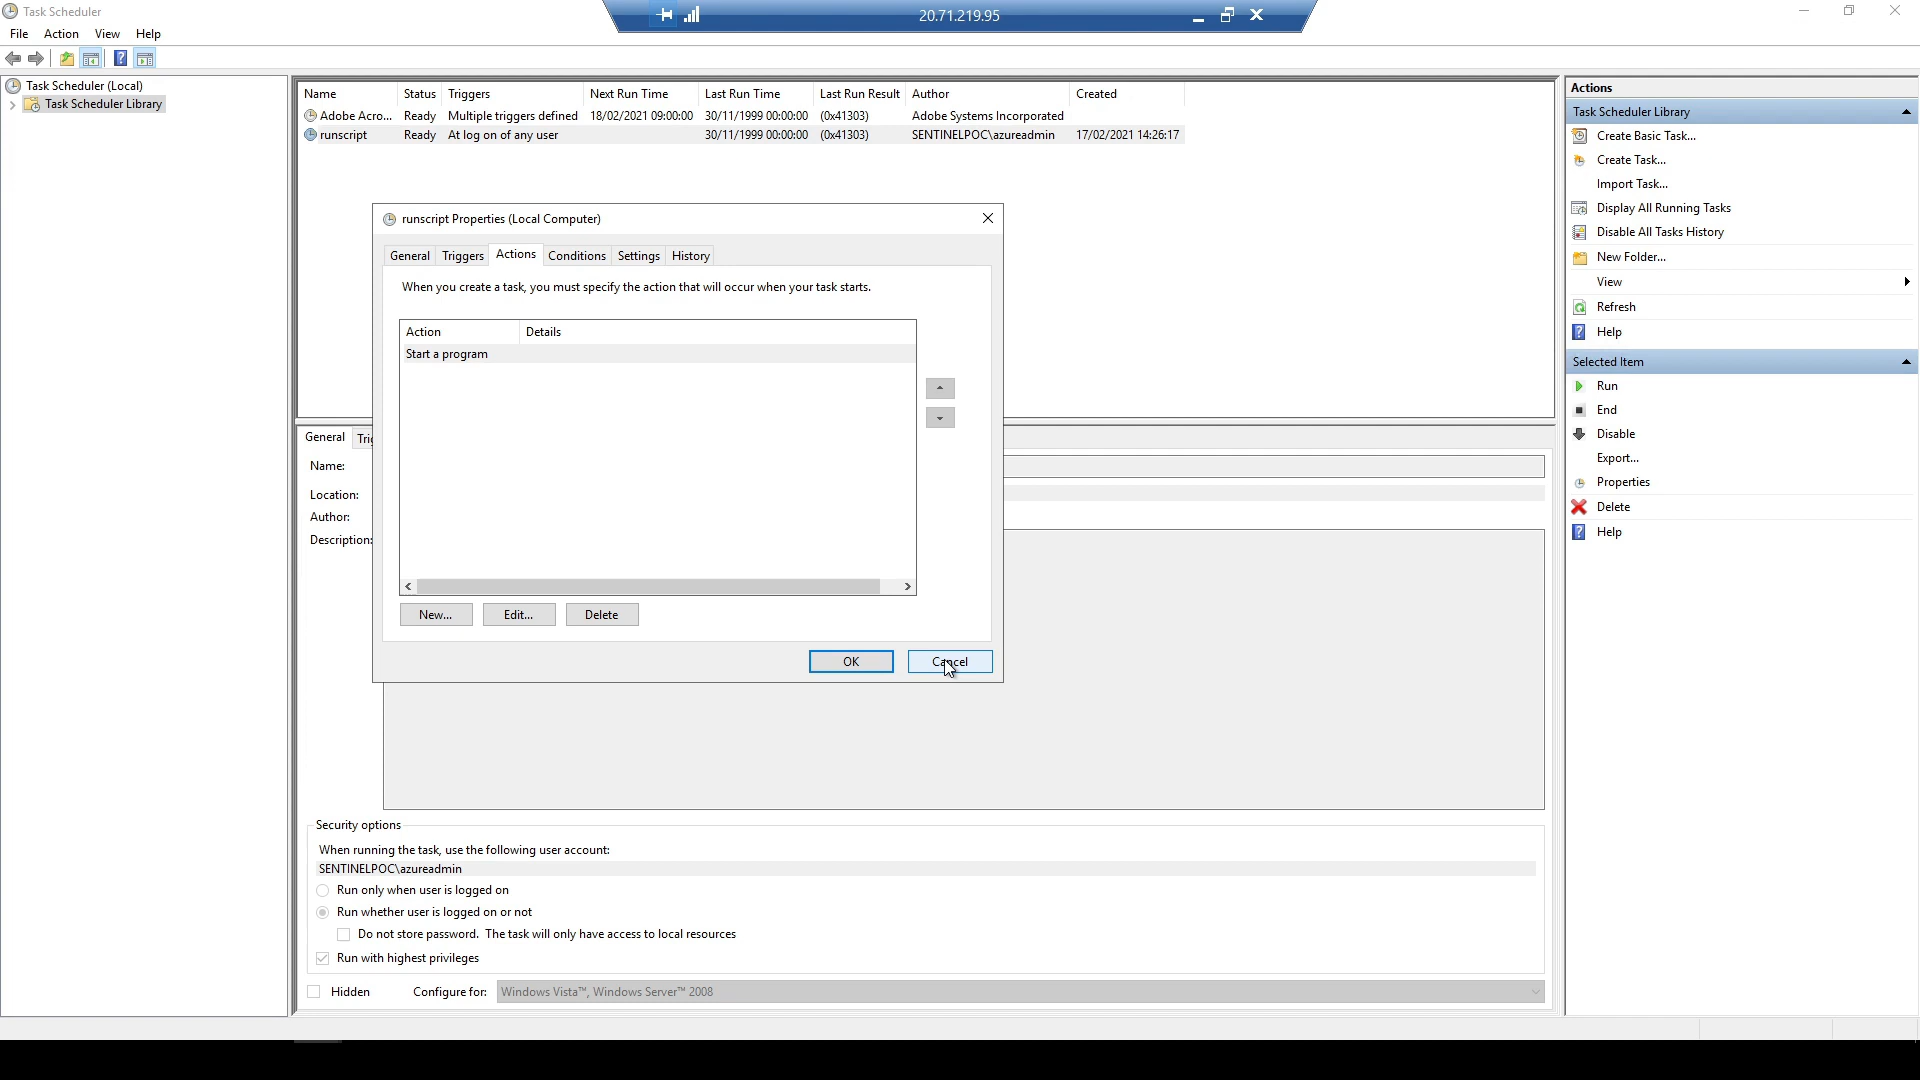 Task Scheduler
20.71.219.95
File Action View Help
Task Scheduler (Local)
Task Scheduler Library
Name Status Triggers Next Run Time Last Run Time Last Run Result Author Created
Adobe Acro... Ready Multiple triggers defined 18/02/2021 09:00:00 30/11/1999 00:00:00 (0x41303) Adobe Systems Incorporated
runscript Ready At log on of any user 30/11/1999 00:00:00 (0x41303) SENTINELPOC\azureadmin 17/02/2021 14:26:17
runscript Properties (Local Computer)
General Triggers Actions Conditions Settings History
When you create a task, you must specify the action that will occur when your task starts.
Action Details
Start a program
New... Edit... Delete
OK Cancel
General Trig
Name:
Location:
Author:
Description:
Security options
When running the task, use the following user account:
SENTINELPOC\azureadmin
Run only when user is logged on
Run whether user is logged on or not
Do not store password. The task will only have access to local resources
Run with highest privileges
Hidden Configure for: Windows Vista™, Windows Server™ 2008
Actions
Task Scheduler Library
Create Basic Task...
Create Task...
Import Task...
Display All Running Tasks
Disable All Tasks History
New Folder...
View
Refresh
Help
Selected Item
Run
End
Disable
Export...
Properties
Delete
Help